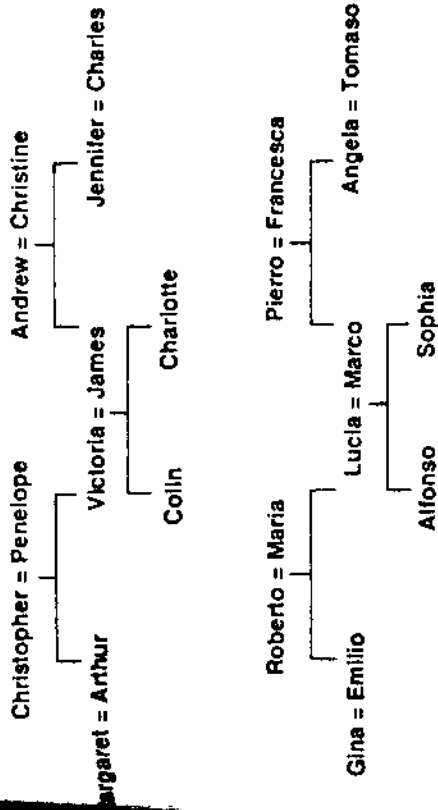 Christopher = Penelope Andrew = Christine
argaret = Arthur Victoria = James Jennifer = Charles
Colin Charlotte
Roberto = Maria Pierro = Francesca
Gina = Emilio Lucia = Marco Angela = Tomaso
Alfonso Sophia